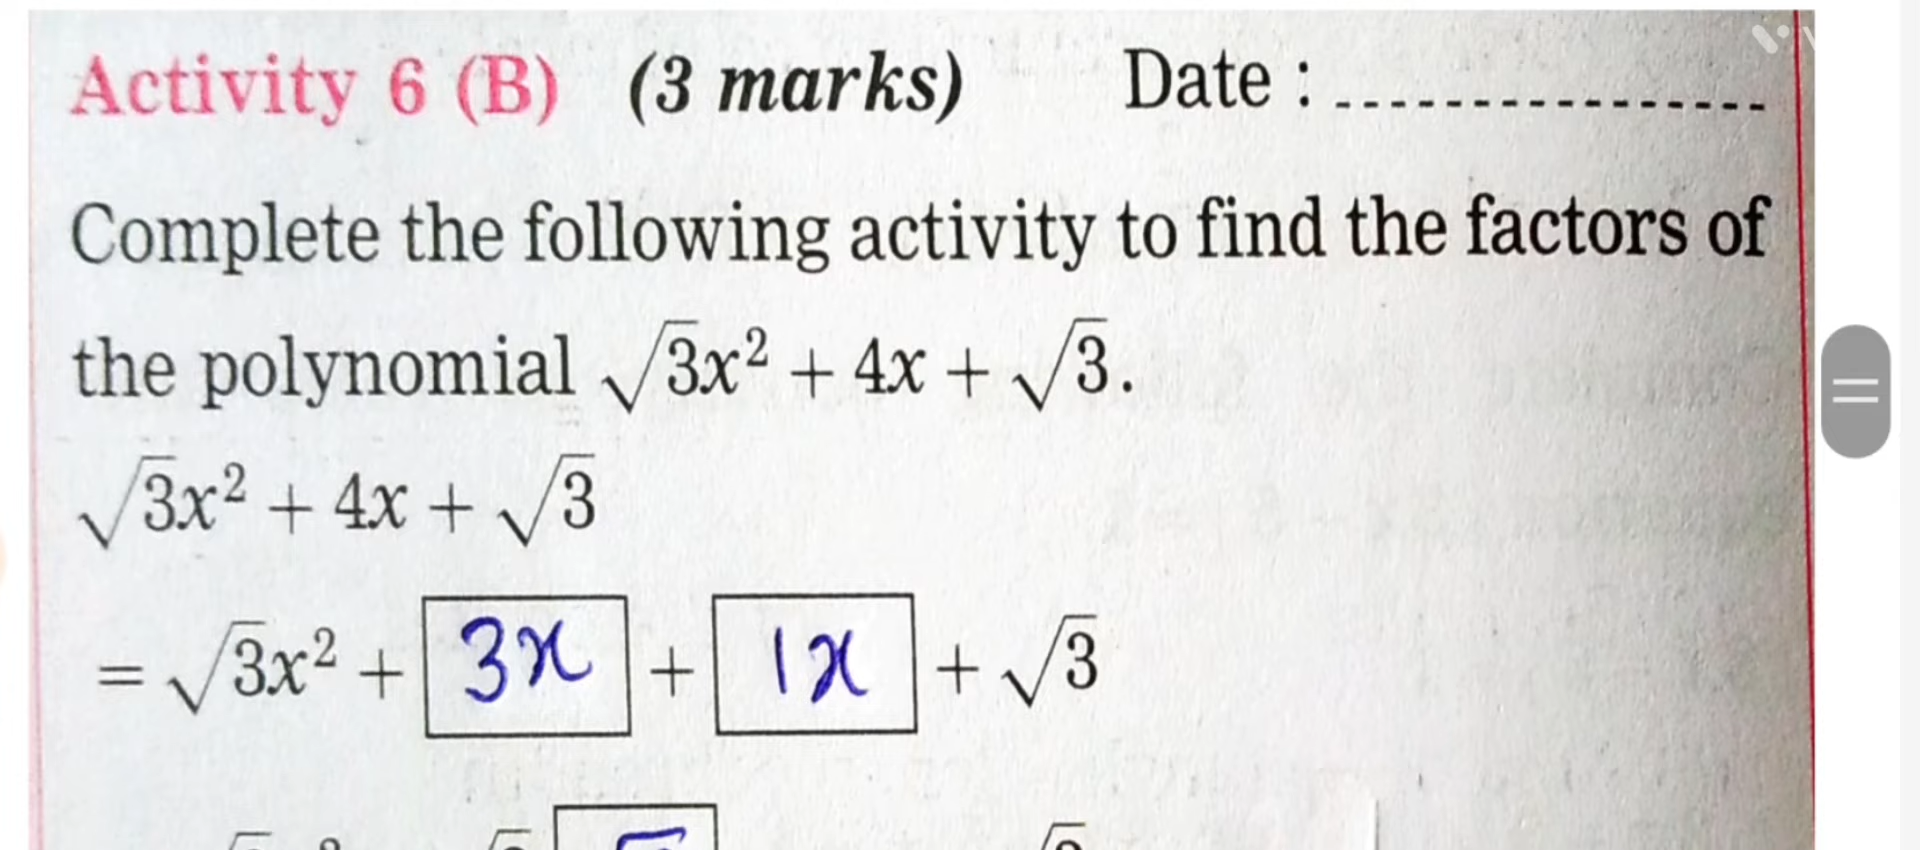 Activity 6 (B) (3 marks) Date : ................
Complete the following activity to find the factors of
the polynomial √3x² + 4x + √3.
√3x² + 4x + √3
= √3x² + 3x + 1x + √3